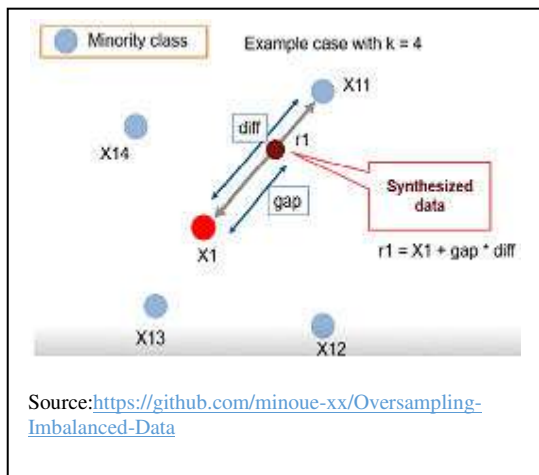 Minority class
Example case with k = 4
X11
diff
r1
X14
Synthesized
data
gap
r1 = X1 + gap * diff
X1
X13
X12
Source:https://github.com/minoue-xx/Oversampling-
Imbalanced-Data